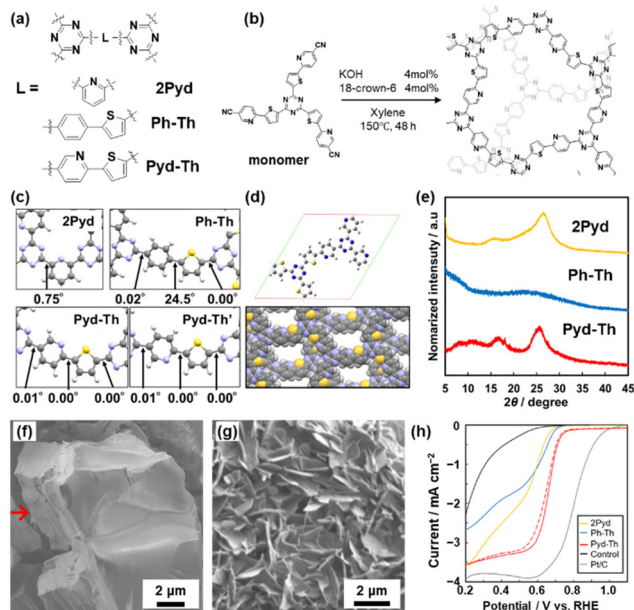 (a)
N N N N
N L N
L =
N
2Pyd
S
Ph-Th
N S
Pyd-Th
(b)
CN
N
S
N N
N
NC
N S S
N
CN
monomer
KOH 4mol%
18-crown-6 4mol%
Xylene
150℃, 48 h
(c)
2Pyd
0.75°
Ph-Th
0.02° 24.5° 0.00°
Pyd-Th
0.01° 0.00° 0.00°
Pyd-Th'
0.01° 0.00° 0.00°
(d)
(e)
Nomarized intensuty / a.u
2Pyd
Ph-Th
Pyd-Th
5 10 15 20 25 30 35 40 45
2θ / degree
(f)
2 μm
(g)
2 μm
(h)
Current / mA cm⁻²
0
−1
−2
−3
−4
2Pyd
Ph-Th
Pyd-Th
Control
Pt/C
0.2 0.4 0.6 0.8 1.0
Potential / V vs. RHE